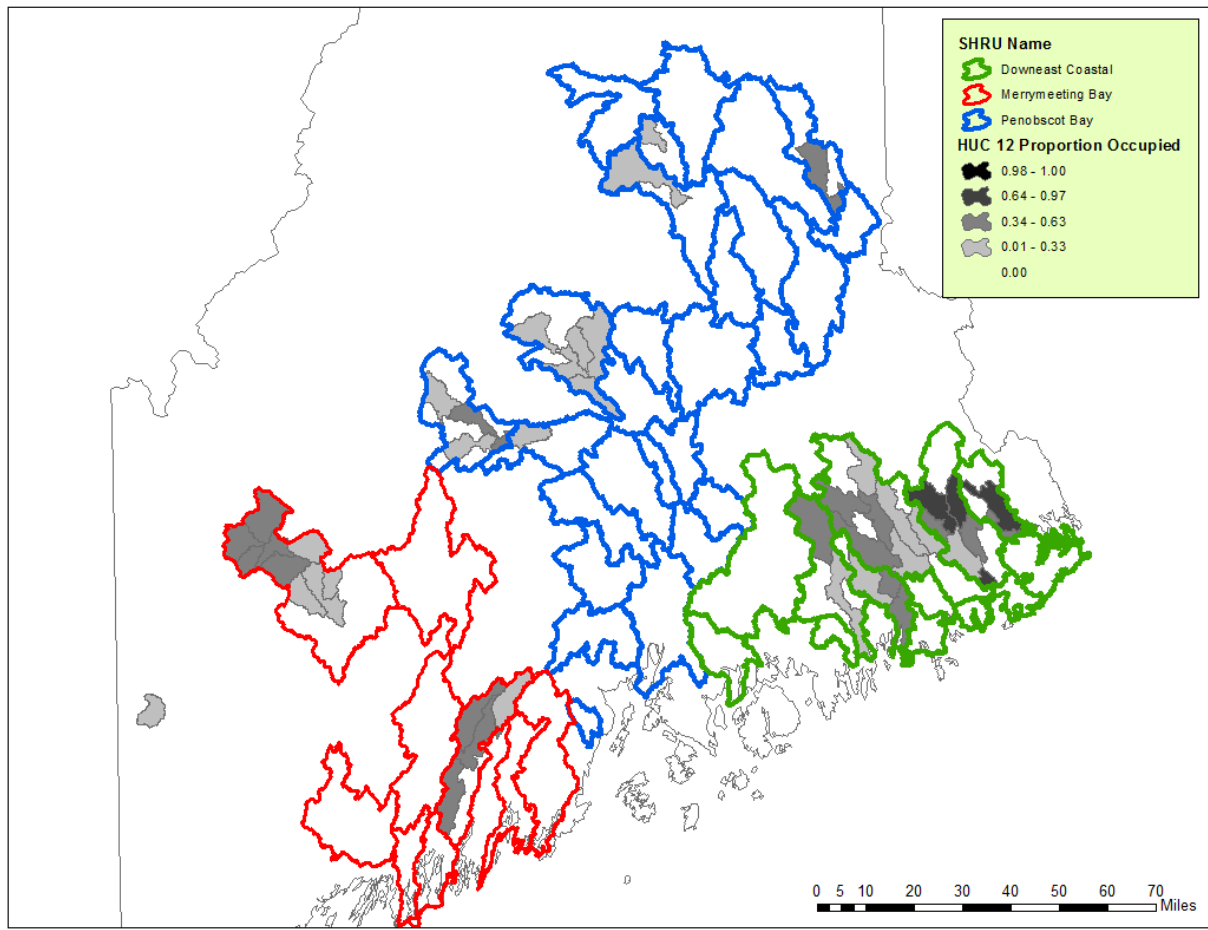 SHRU Name
Downeast Coastal
Merrymeeting Bay
Penobscot Bay
HUC 12 Proportion Occupied
0.98 - 1.00
0.64 - 0.97
0.34 - 0.63
0.01 - 0.33
0.00
0 5 10 20 30 40 50 60 70
Miles